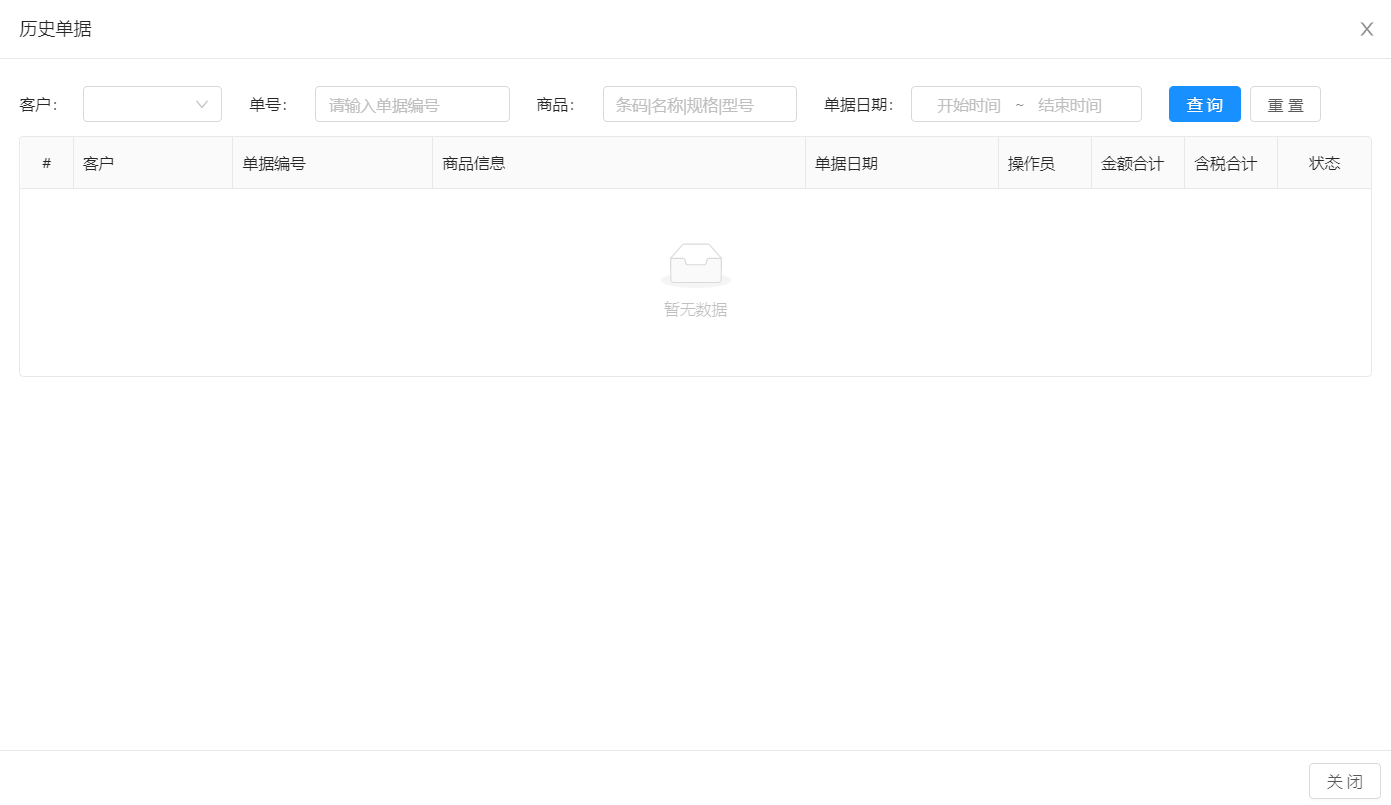 历史单据
客户： 单号： 请输入单据编号 商品： 条码|名称|规格|型号 单据日期： 开始时间 ~ 结束时间 查 询 重 置
# 客户 单据编号 商品信息 单据日期 操作员 金额合计 含税合计 状态
暂无数据
关 闭